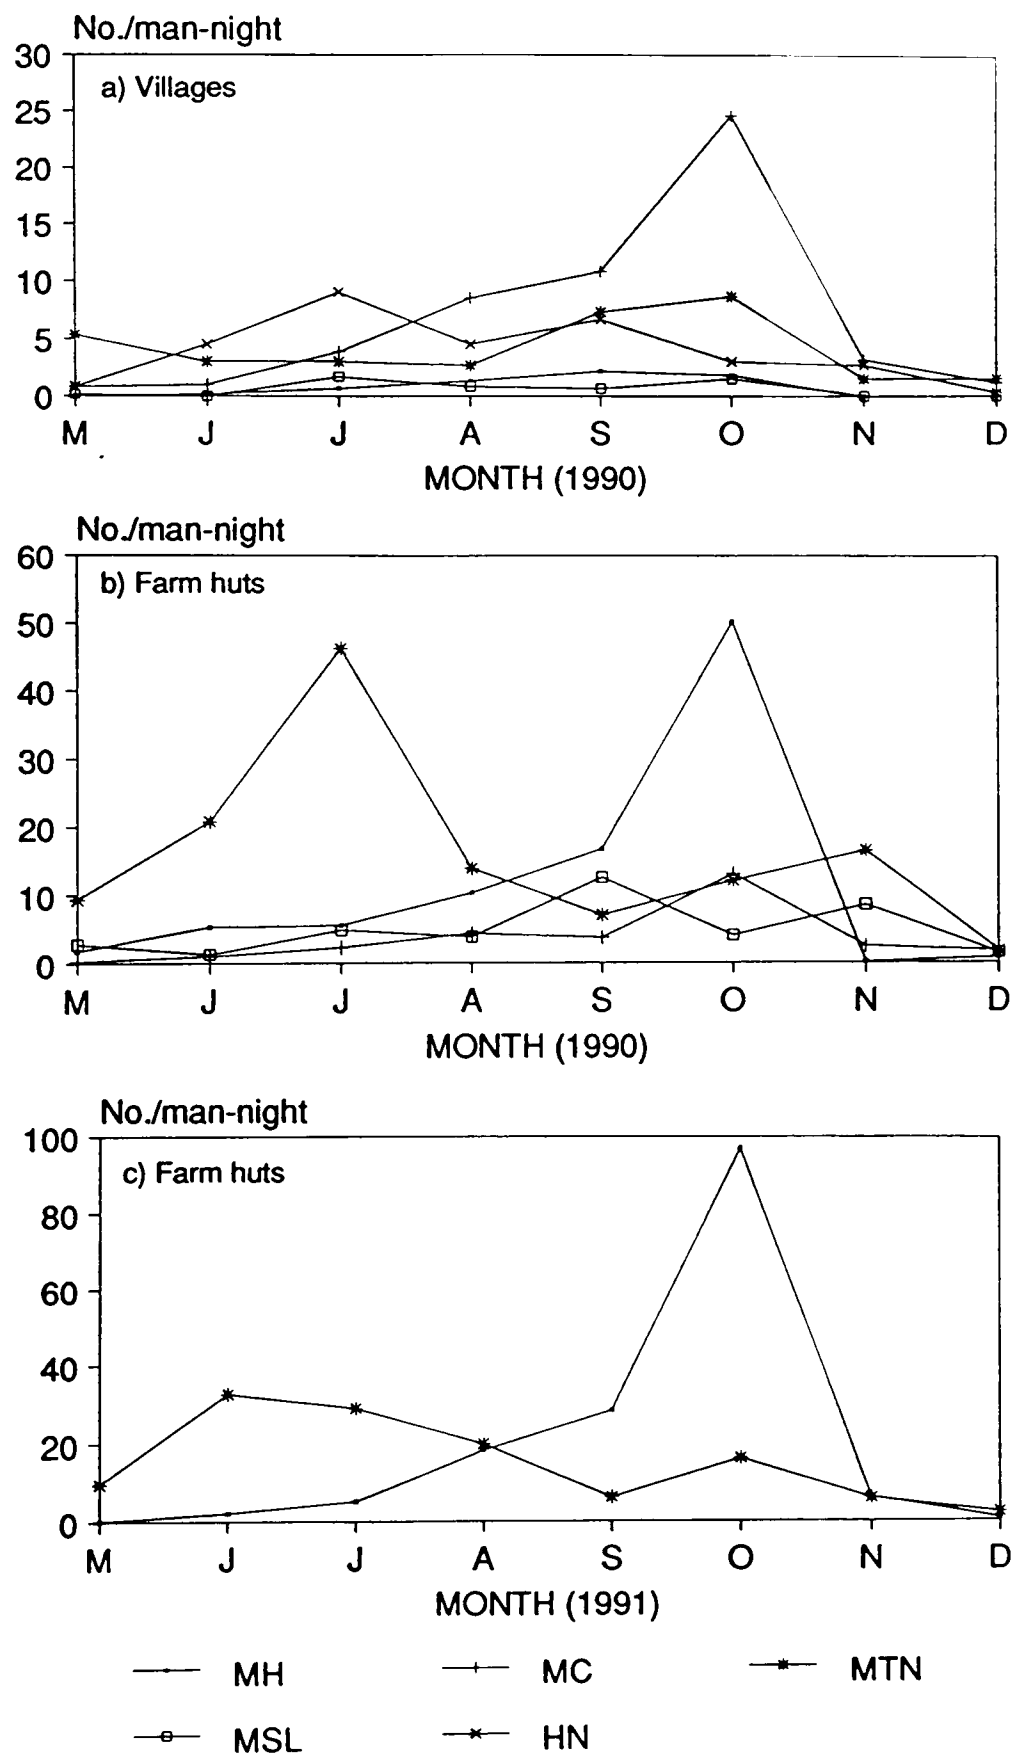 No./man-night
30
a) Villages
25
20
15
10
5
0
M J J A S O N D
MONTH (1990)
No./man-night
60
b) Farm huts
50
40
30
20
10
0
M J J A S O N D
MONTH (1990)
No./man-night
100
c) Farm huts
80
60
40
20
0
M J J A S O N D
MONTH (1991)
MH MC MTN
MSL HN